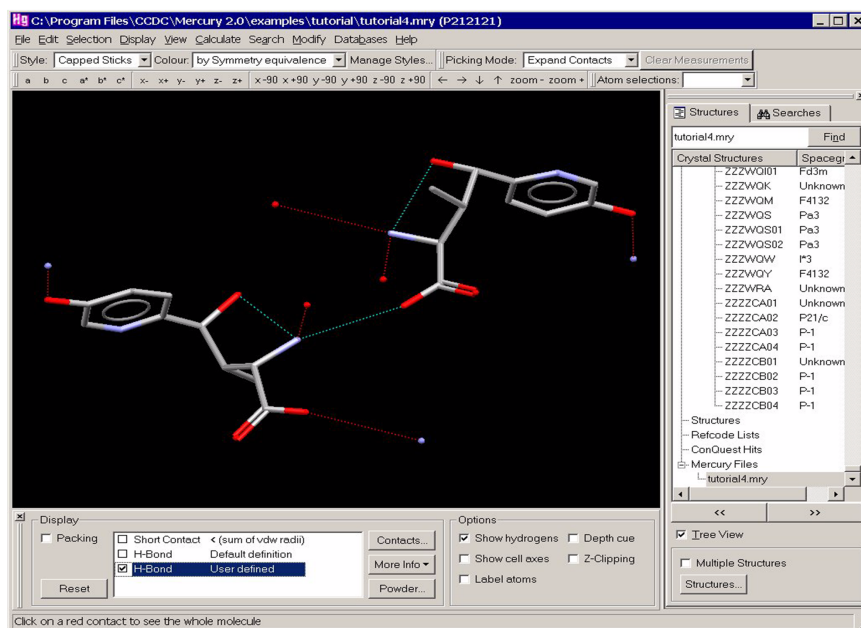 C:\Program Files\CCDC\Mercury 2.0\examples\tutorial\tutorial4.mry (P212121)
File Edit Selection Display View Calculate Search Modify Databases Help
Style: Capped Sticks Colour: by Symmetry equivalence Manage Styles... Picking Mode: Expand Contacts Clear Measurements
a b c a* b* c* x- x+ y- y+ z- z+ x-90 x+90 y-90 y+90 z-90 z+90 ← → ↓ ↑ zoom- zoom+ Atom selections:
Structures Searches
tutorial4.mry Find
Crystal Structures Spacegr
ZZZWQI01 Fd3m
ZZZWQK Unknown
ZZZWQM F4132
ZZZWQS Pa3
ZZZWQS01 Pa3
ZZZWQS02 Pa3
ZZZWQW I*3
ZZZWQY F4132
ZZZWRA Unknown
ZZZZCA01 Unknown
ZZZZCA02 P21/c
ZZZZCA03 P-1
ZZZZCA04 P-1
ZZZZCB01 Unknown
ZZZZCB02 P-1
ZZZZCB03 P-1
ZZZZCB04 P-1
Structures
Refcode Lists
ConQuest Hits
Mercury Files
tutorial4.mry
<< >>
Tree View
Multiple Structures
Structures...
Display
Packing
Reset
Short Contact < (sum of vdw radii)
H-Bond Default definition
H-Bond User defined
Contacts...
More Info
Powder...
Options
Show hydrogens Depth cue
Show cell axes Z-Clipping
Label atoms
Click on a red contact to see the whole molecule